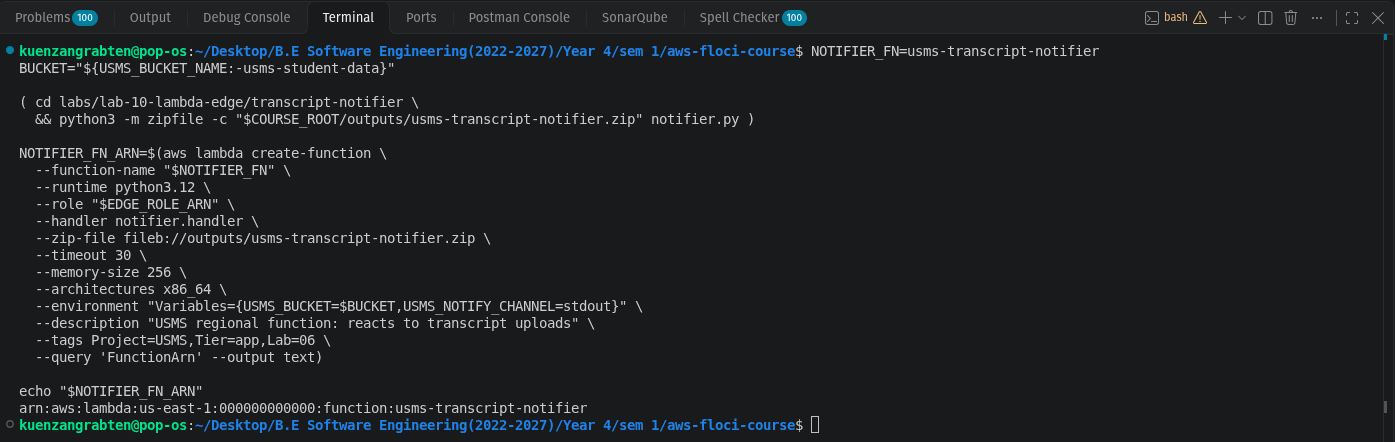 Problems 100 Output Debug Console Terminal Ports Postman Console SonarQube Spell Checker 100 bash
kuenzangrabten@pop-os:~/Desktop/B.E Software Engineering(2022-2027)/Year 4/sem 1/aws-floci-course$ NOTIFIER_FN=usms-transcript-notifier
BUCKET="${USMS_BUCKET_NAME:-usms-student-data}"

( cd labs/lab-10-lambda-edge/transcript-notifier \
  && python3 -m zipfile -c "$COURSE_ROOT/outputs/usms-transcript-notifier.zip" notifier.py )

NOTIFIER_FN_ARN=$(aws lambda create-function \
  --function-name "$NOTIFIER_FN" \
  --runtime python3.12 \
  --role "$EDGE_ROLE_ARN" \
  --handler notifier.handler \
  --zip-file fileb://outputs/usms-transcript-notifier.zip \
  --timeout 30 \
  --memory-size 256 \
  --architectures x86_64 \
  --environment "Variables={USMS_BUCKET=$BUCKET,USMS_NOTIFY_CHANNEL=stdout}" \
  --description "USMS regional function: reacts to transcript uploads" \
  --tags Project=USMS,Tier=app,Lab=06 \
  --query 'FunctionArn' --output text)

echo "$NOTIFIER_FN_ARN"
arn:aws:lambda:us-east-1:000000000000:function:usms-transcript-notifier
kuenzangrabten@pop-os:~/Desktop/B.E Software Engineering(2022-2027)/Year 4/sem 1/aws-floci-course$